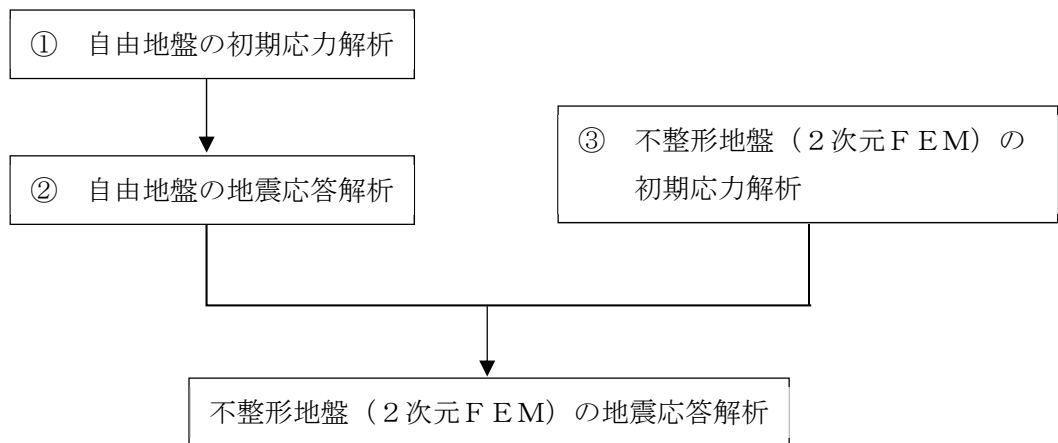 ① 自由地盤の初期応力解析
② 自由地盤の地震応答解析
③ 不整形地盤（２次元ＦＥＭ）の
初期応力解析
不整形地盤（２次元ＦＥＭ）の地震応答解析